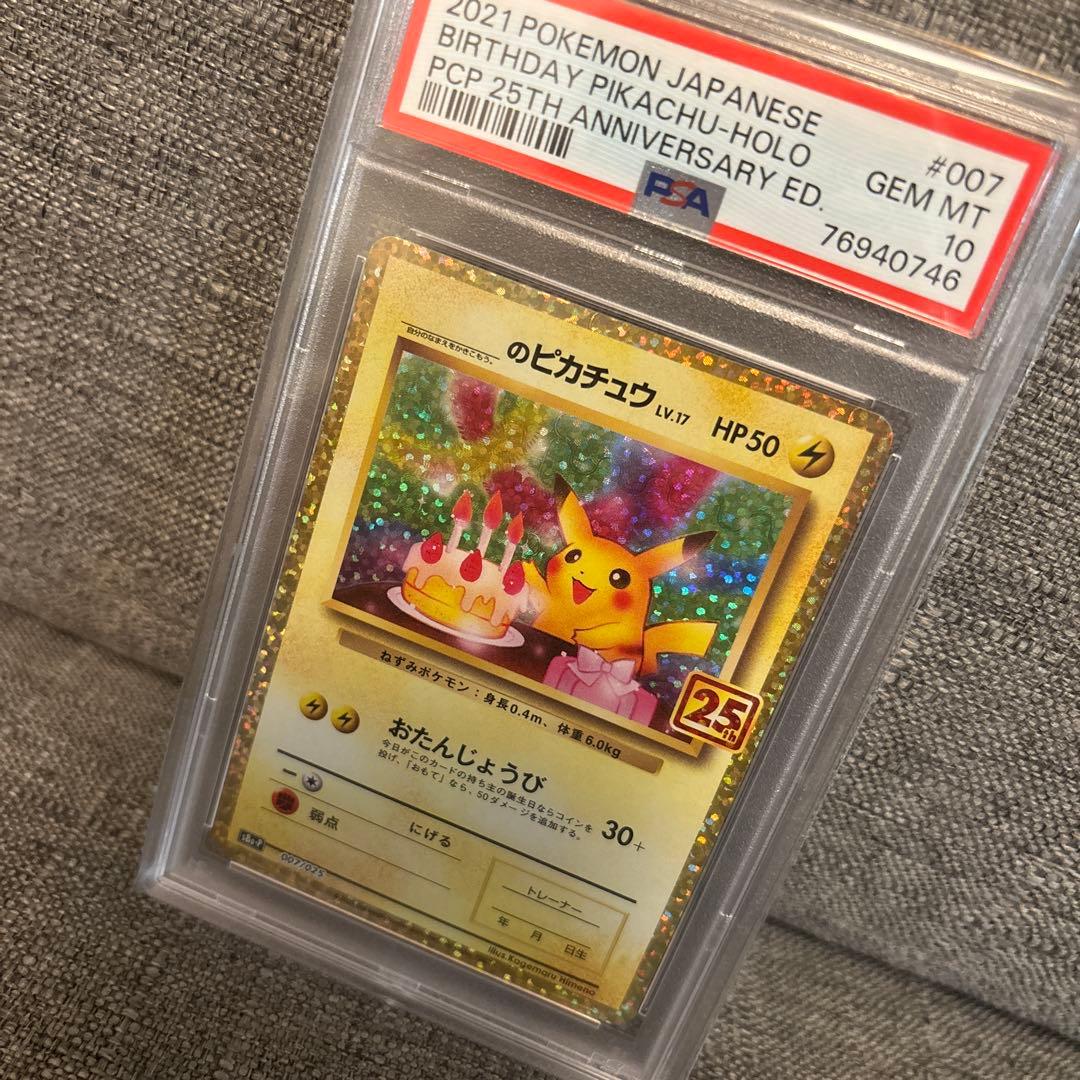 2021 POKEMON JAPANESE
BIRTHDAY PIKACHU-HOLO
PCP 25TH ANNIVERSARY ED.
#007
GEM MT
10
76940746
PSA
自分のなまえをかきこもう。
のピカチュウ LV.17 HP50
25th
ねずみポケモン：身長0.4m、体重6.0kg
おたんじょうび
今日がこのカードの持ち主の誕生日ならコインを
投げ、「おもて」なら、50ダメージを追加する。
30+
弱点 にげる
s8a-P
007/025
トレーナー
年 月 日生
Illus.Kagemaru Himeno